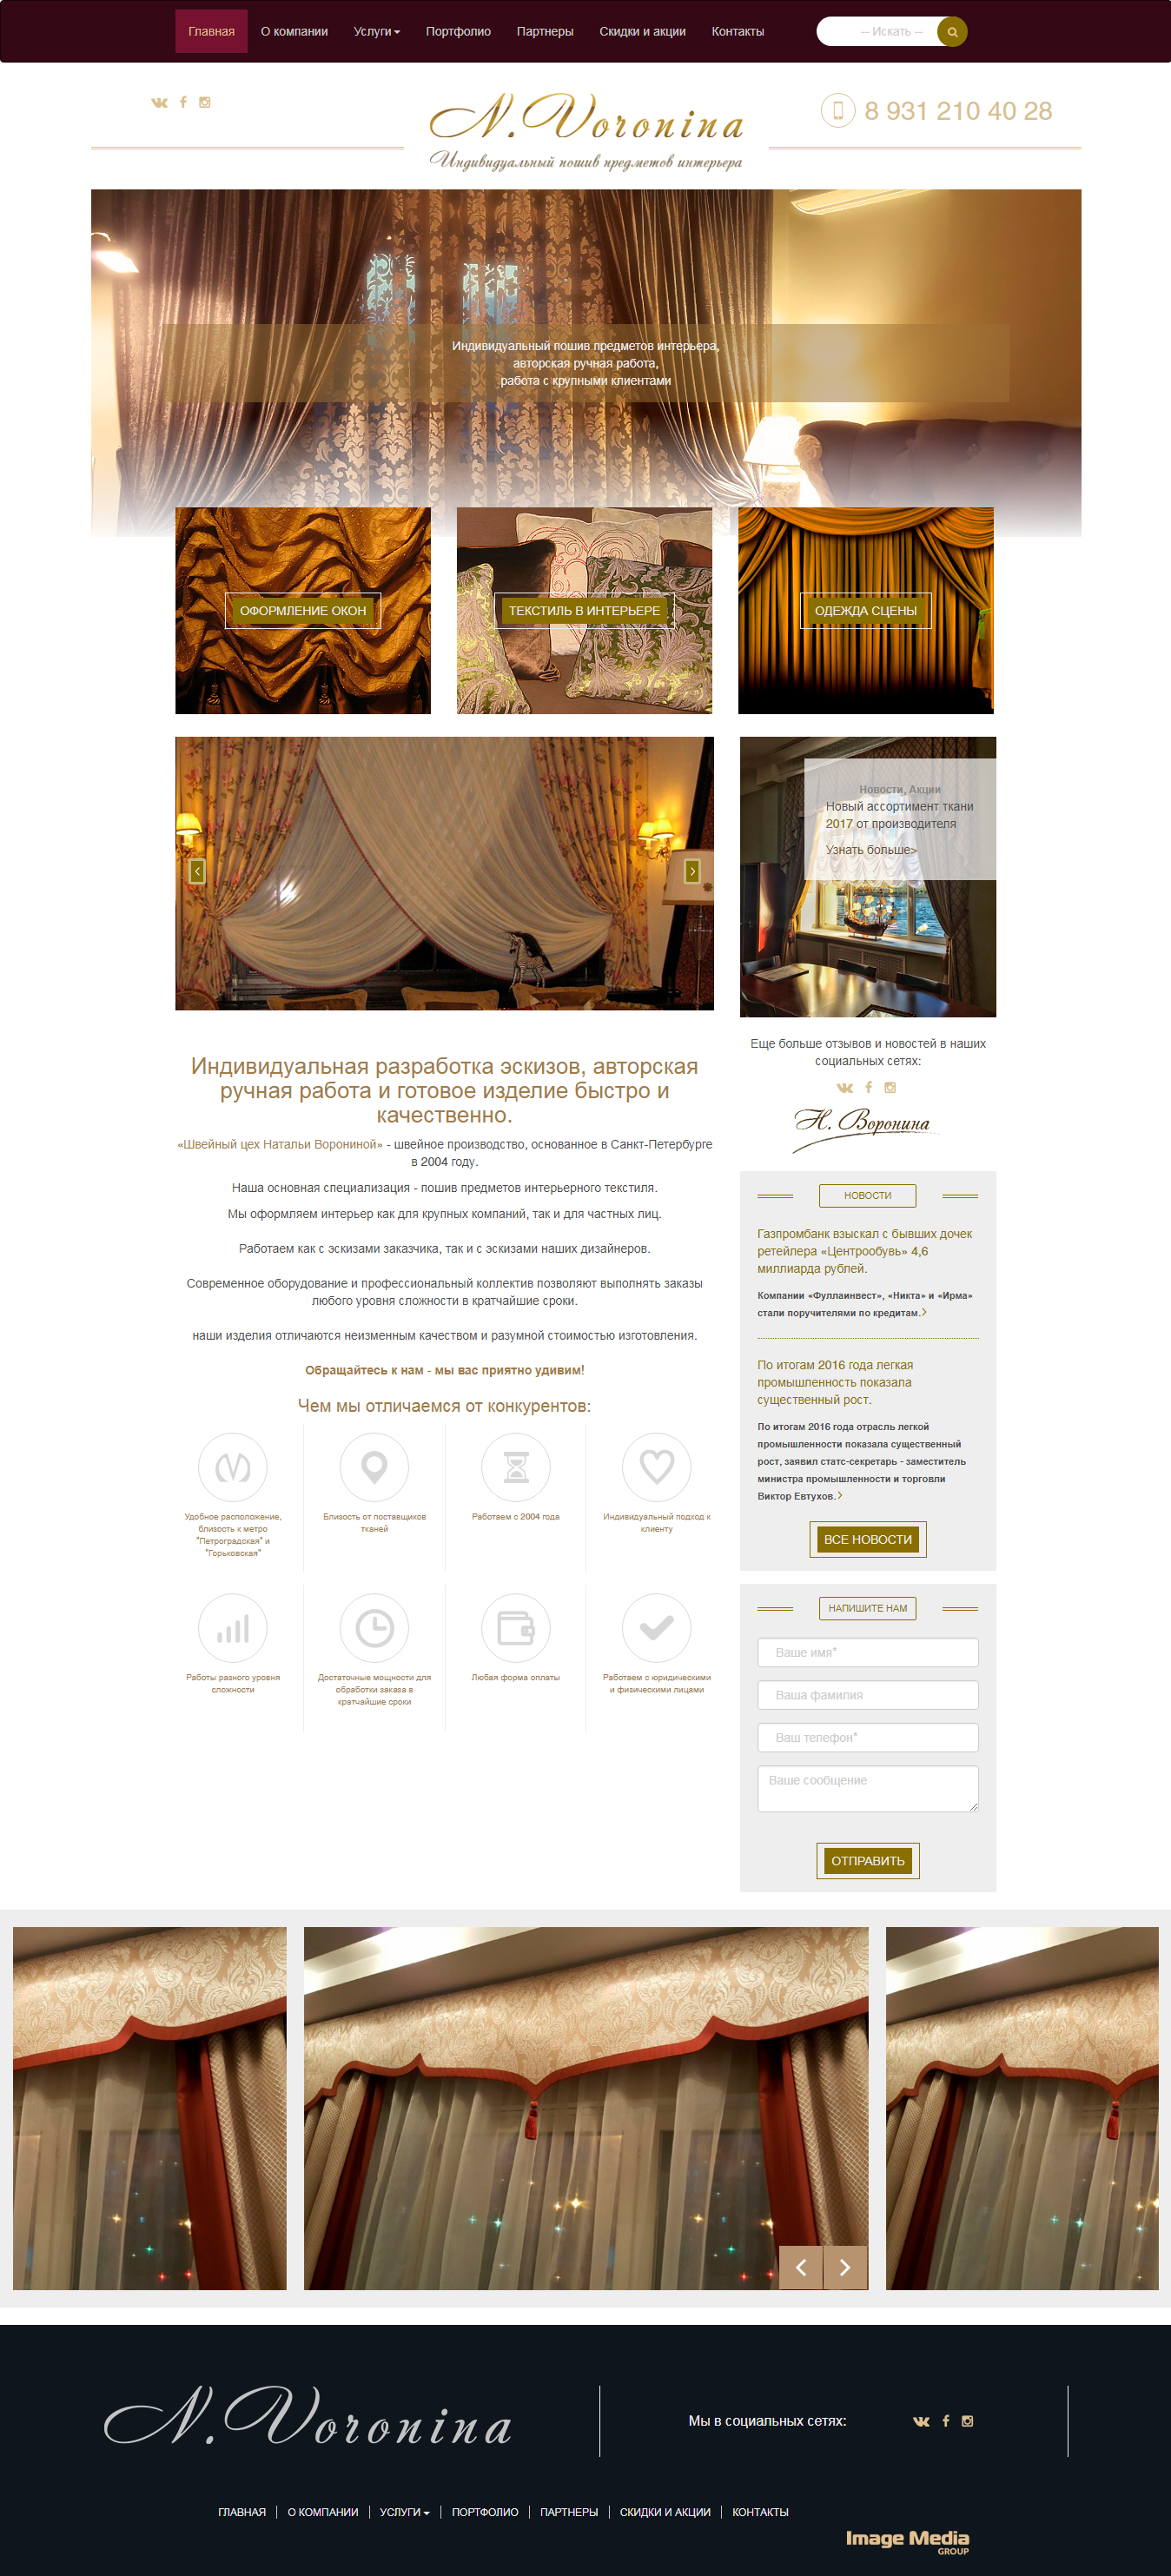 Главная О компании Услуги Портфолио Партнеры Скидки и акции Контакты -- Искать --
N.Voronina
Индивидуальный пошив предметов интерьера
8 931 210 40 28
Индивидуальный пошив предметов интерьера,
авторская ручная работа,
работа с крупными клиентами
ОФОРМЛЕНИЕ ОКОН
ТЕКСТИЛЬ В ИНТЕРЬЕРЕ
ОДЕЖДА СЦЕНЫ
Новости, Акции
Новый ассортимент ткани
2017 от производителя
Узнать больше>
Индивидуальная разработка эскизов, авторская
ручная работа и готовое изделие быстро и
качественно.
«Швейный цех Натальи Ворониной» - швейное производство, основанное в Санкт-Петербурге
в 2004 году.
Наша основная специализация - пошив предметов интерьерного текстиля.
Мы оформляем интерьер как для крупных компаний, так и для частных лиц.
Работаем как с эскизами заказчика, так и с эскизами наших дизайнеров.
Современное оборудование и профессиональный коллектив позволяют выполнять заказы
любого уровня сложности в кратчайшие сроки.
наши изделия отличаются неизменным качеством и разумной стоимостью изготовления.
Обращайтесь к нам - мы вас приятно удивим!
Чем мы отличаемся от конкурентов:
Удобное расположение,
близость к метро
"Петроградская" и
"Горьковская"
Близость от поставщиков
тканей
Работаем с 2004 года
Индивидуальный подход к
клиенту
Работы разного уровня
сложности
Достаточные мощности для
обработки заказа в
кратчайшие сроки
Любая форма оплаты
Работаем с юридическими
и физическими лицами
Еще больше отзывов и новостей в наших
социальных сетях:
Н. Воронина
НОВОСТИ
Газпромбанк взыскал с бывших дочек
ретейлера «Центрообувь» 4,6
миллиарда рублей.
Компании «Фуллаинвест», «Никта» и «Ирма»
стали поручителями по кредитам.
По итогам 2016 года легкая
промышленность показала
существенный рост.
По итогам 2016 года отрасль легкой
промышленности показала существенный
рост, заявил статс-секретарь - заместитель
министра промышленности и торговли
Виктор Евтухов.
ВСЕ НОВОСТИ
НАПИШИТЕ НАМ
Ваше имя*
Ваша фамилия
Ваш телефон*
Ваше сообщение
ОТПРАВИТЬ
N.Voronina
Мы в социальных сетях:
ГЛАВНАЯ О КОМПАНИИ УСЛУГИ ПОРТФОЛИО ПАРТНЕРЫ СКИДКИ И АКЦИИ КОНТАКТЫ
Image Media
GROUP